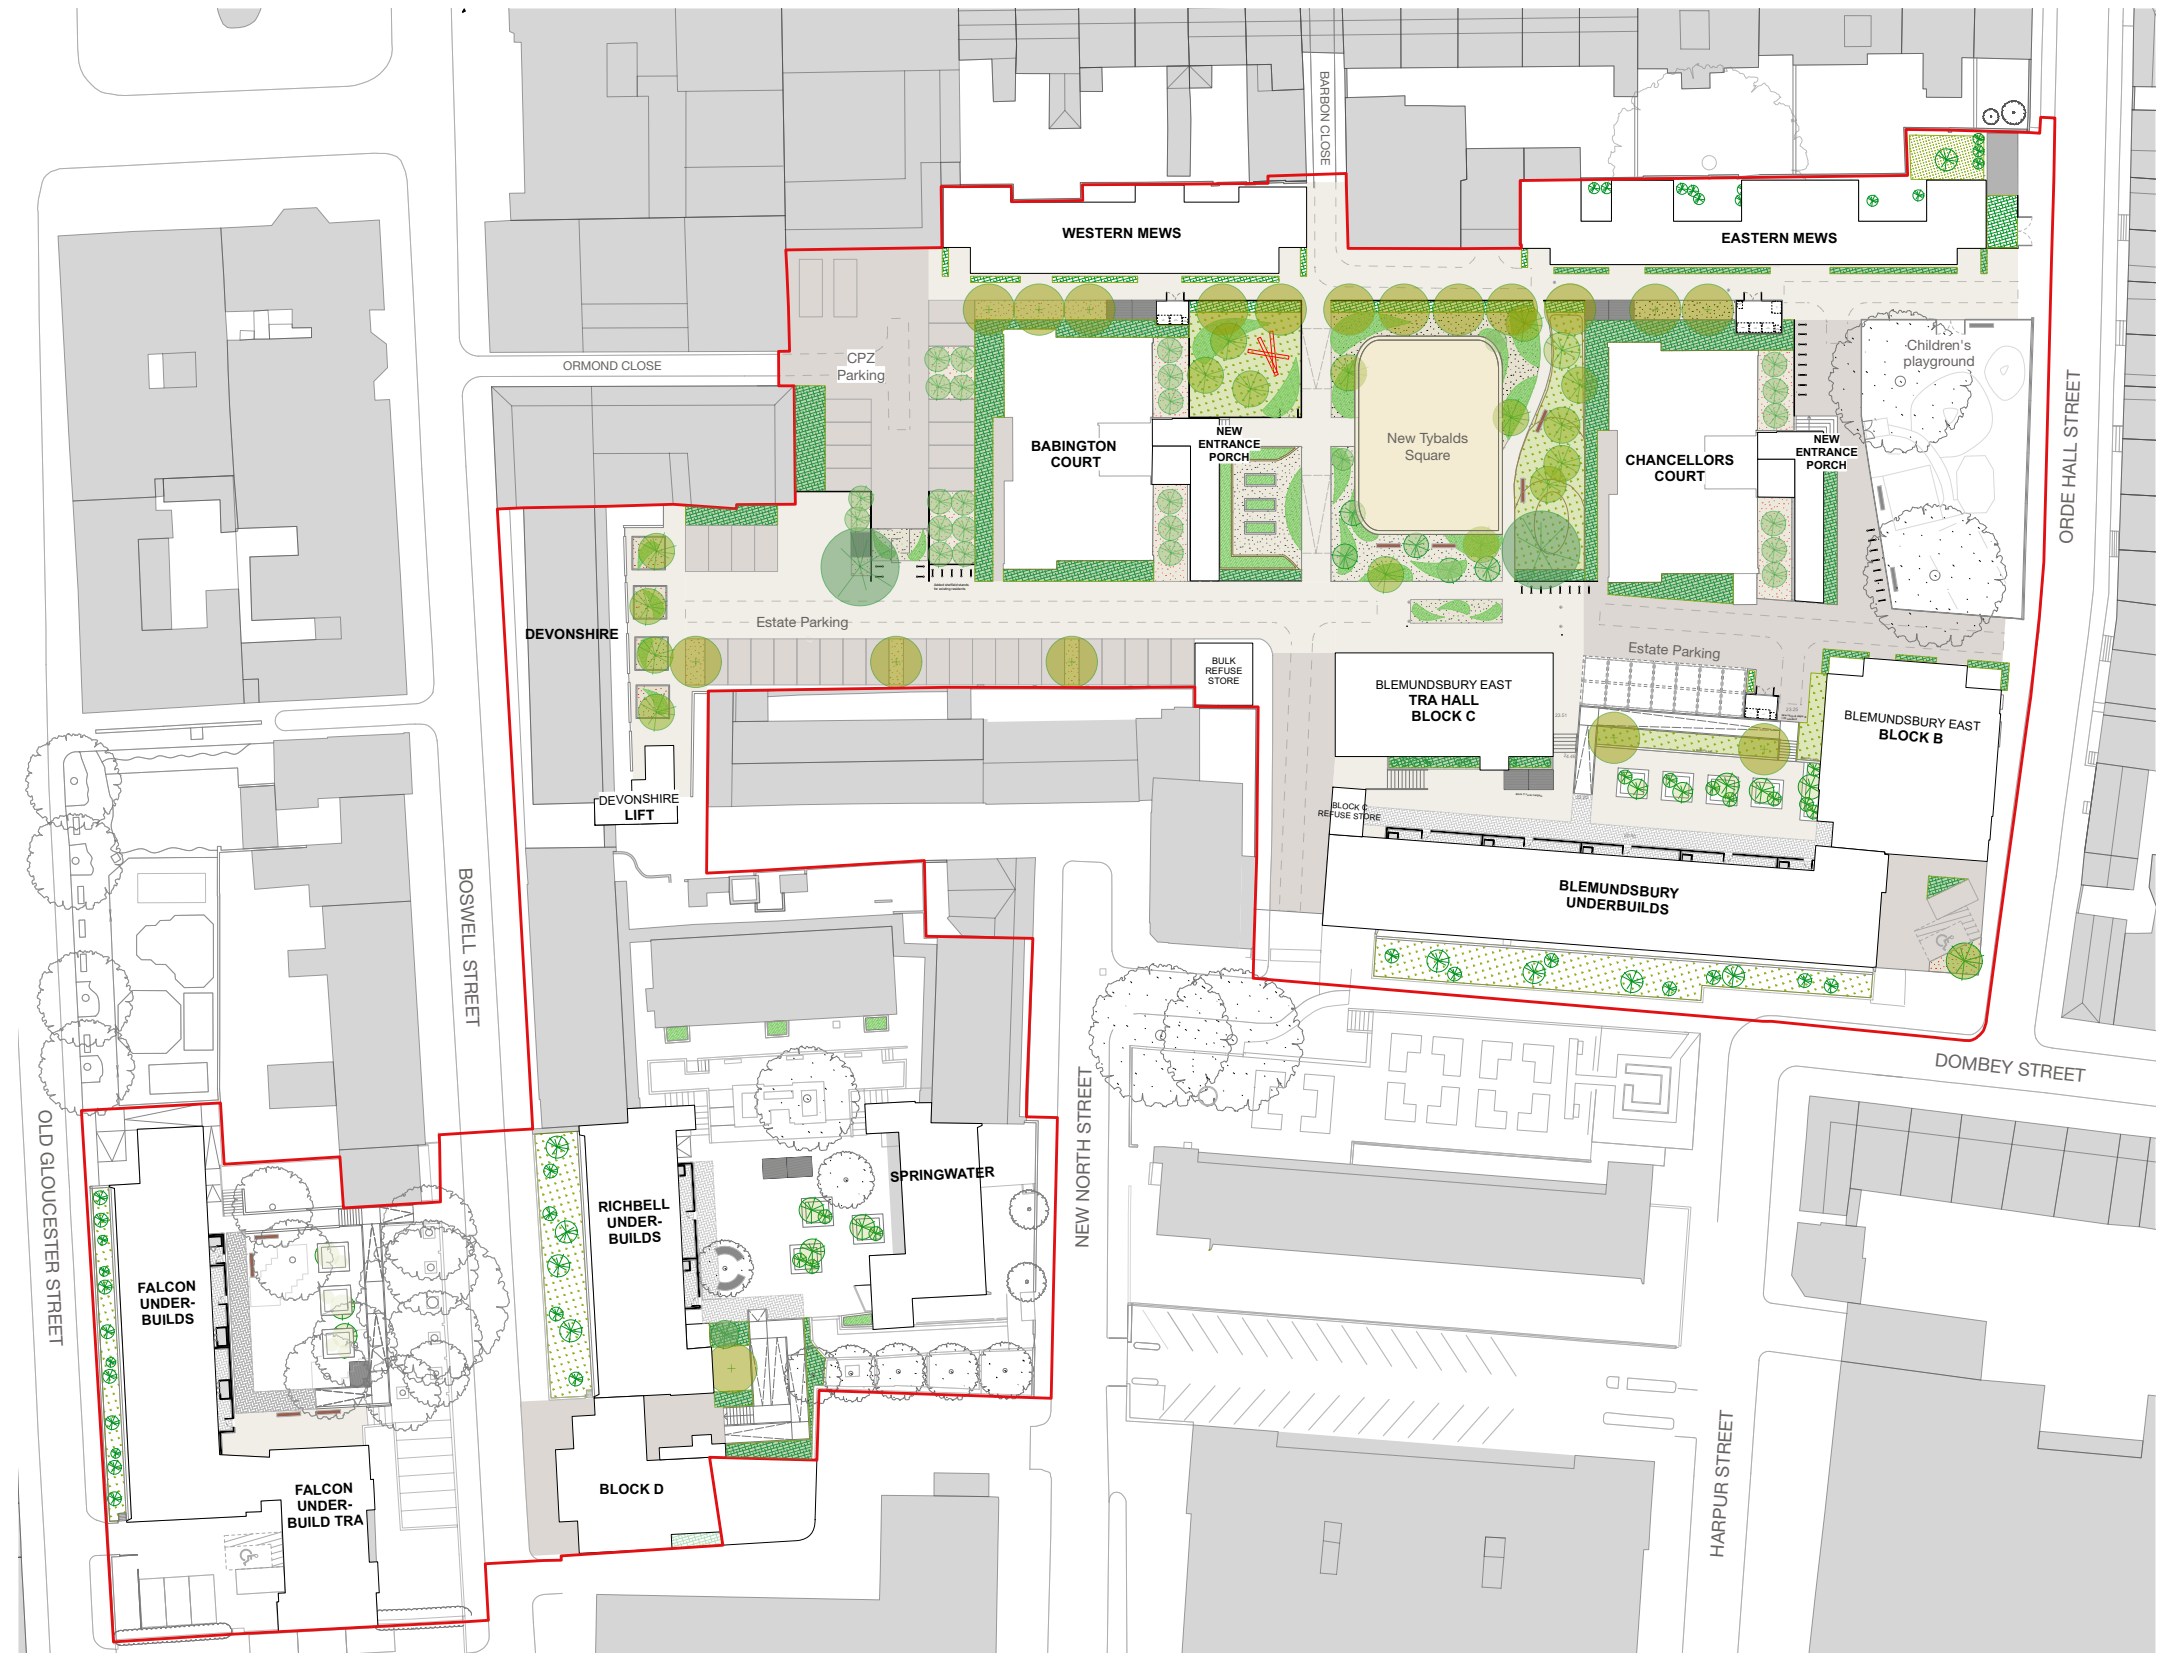 BARBON CLOSE
WESTERN MEWS
EASTERN MEWS
ORMOND CLOSE
CPZ
Parking
Children's
playground
BABINGTON
COURT
NEW
ENTRANCE
PORCH
New Tybalds
Square
CHANCELLORS
COURT
NEW
ENTRANCE
PORCH
ORDE HALL STREET
DEVONSHIRE
Estate Parking
Estate Parking
BULK
REFUSE
STORE
BLEMUNDSBURY EAST
TRA HALL
BLOCK C
BLEMUNDSBURY EAST
BLOCK B
DEVONSHIRE
LIFT
BLOCK C
REFUSE STORE
BLEMUNDSBURY
UNDERBUILDS
BOSWELL STREET
DOMBEY STREET
OLD GLOUCESTER STREET
NEW NORTH STREET
SPRINGWATER
RICHBELL
UNDER-
BUILDS
FALCON
UNDER-
BUILDS
FALCON
UNDER-
BUILD TRA
BLOCK D
HARPUR STREET